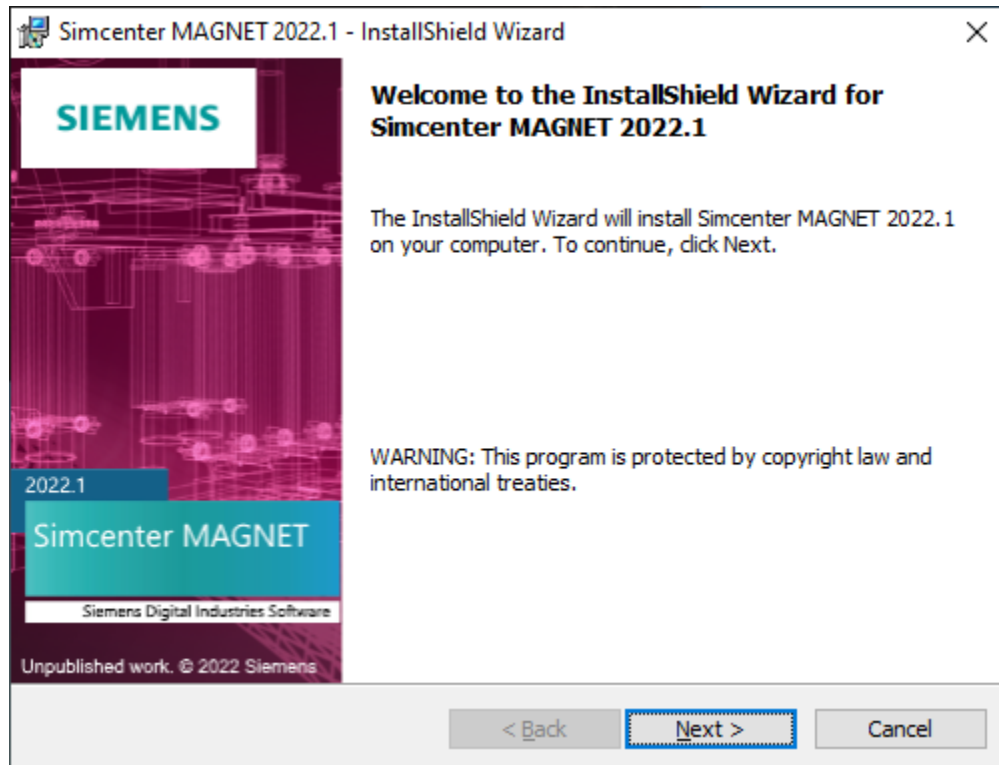 Simcenter MAGNET 2022.1 - InstallShield Wizard
SIEMENS
2022.1
Simcenter MAGNET
Siemens Digital Industries Software
Unpublished work. © 2022 Siemens
Welcome to the InstallShield Wizard for
Simcenter MAGNET 2022.1
The InstallShield Wizard will install Simcenter MAGNET 2022.1
on your computer. To continue, click Next.
WARNING: This program is protected by copyright law and
international treaties.
< Back
Next >
Cancel